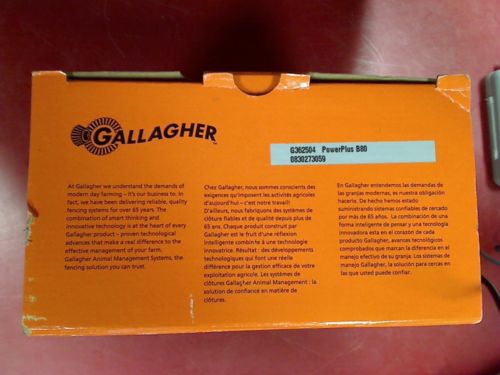 GALLAGHER
G362504 PowerPlus B80
0830273059
At Gallagher we understand the demands of
modern day farming – it's our business to. In
fact, we have been delivering reliable, quality
fencing systems for over 65 years. The
combination of smart thinking and
innovative technology is at the heart of every
Gallagher product – proven technological
advances that make a real difference to the
effective management of your farm.
Gallagher Animal Management Systems, the
fencing solution you can trust.
Chez Gallagher, nous sommes conscients des
exigences qu'imposent les activités agricoles
d'aujourd'hui – c'est notre travail!
D'ailleurs, nous fabriquons des systèmes de
clôture fiables et de qualité depuis plus de
65 ans. Chaque produit construit par
Gallagher est le fruit d'une réflexion
intelligente combinée à une technologie
innovatrice. Résultat : des développements
technologiques qui font une réelle
différence pour la gestion efficace de votre
exploitation agricole. Les systèmes de
clôtures Gallagher Animal Management : la
solution de confiance en matière de
clôtures.
En Gallagher entendemos las demandas de
las granjas modernas, es nuestra obligación
hacerlo. De hecho hemos estado
suministrando sistemas confiables de cercado
por más de 65 años. La combinación de una
forma inteligente de pensar y una tecnología
innovadora esta en el corazón de cada
producto Gallagher, avances tecnológicos
comprobados que marcan la diferencia en el
manejo efectivo de su granja. Los sistemas de
manejo Gallagher, la solución para cercas en
las que usted puede confiar.